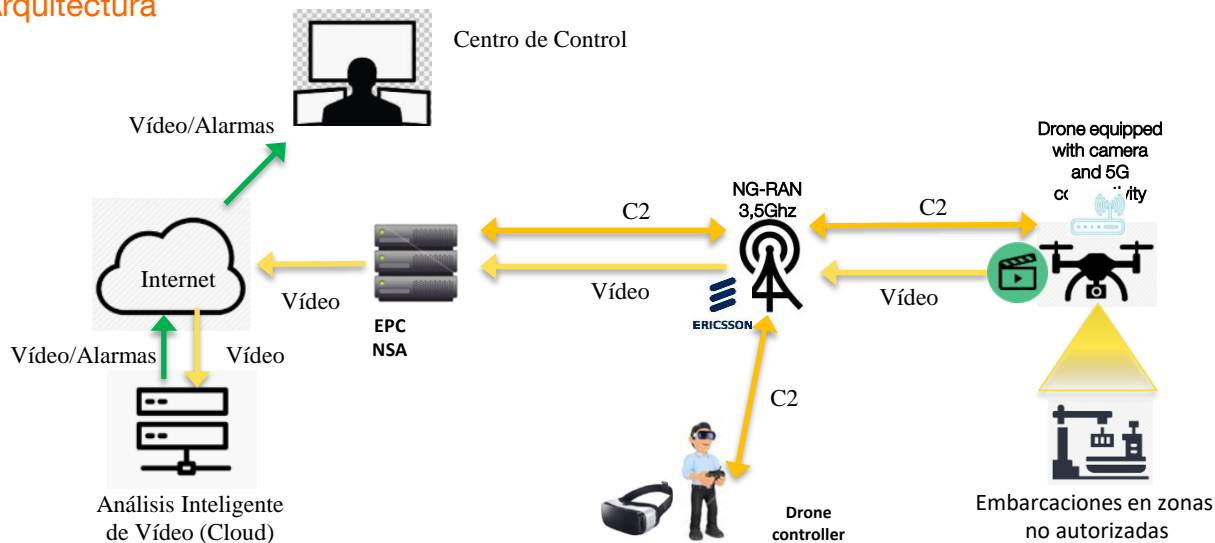 Arquitectura
Centro de Control
Vídeo/Alarmas
Drone equipped
with camera
and 5G
NG-RAN
3,5Ghz
C2
C2
Internet
Vídeo
Vídeo
Vídeo
ERICSSON
EPC
NSA
Vídeo/Alarmas
Vídeo
C2
Análisis Inteligente
de Vídeo (Cloud)
Drone
controller
Embarcaciones en zonas
no autorizadas